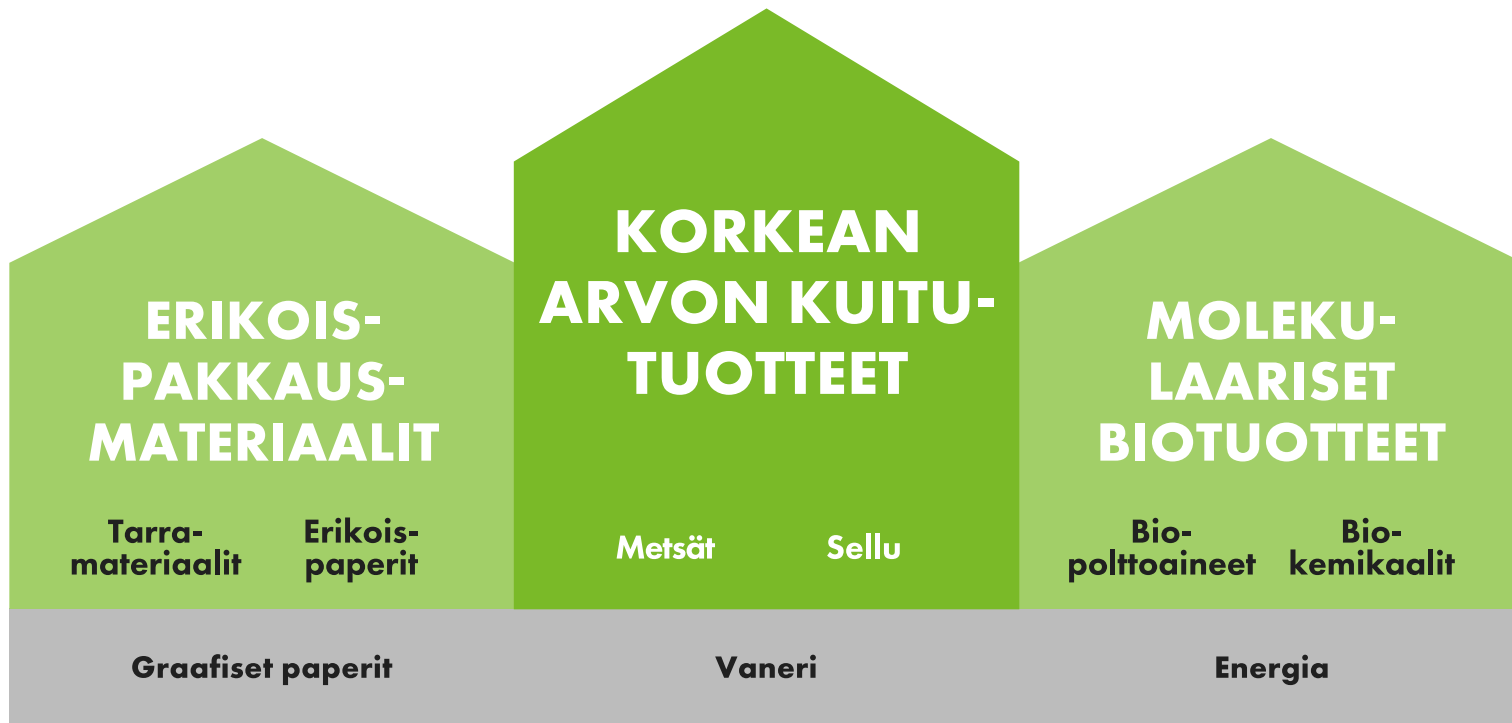 ERIKOIS-
PAKKAUS-
MATERIAALIT
Tarra-
materiaalit
Erikois-
paperit
KORKEAN
ARVON KUITU-
TUOTTEET
Metsät
Sellu
MOLEKU-
LAARISET
BIOTUOTTEET
Bio-
polttoaineet
Bio-
kemikaalit
Graafiset paperit
Vaneri
Energia